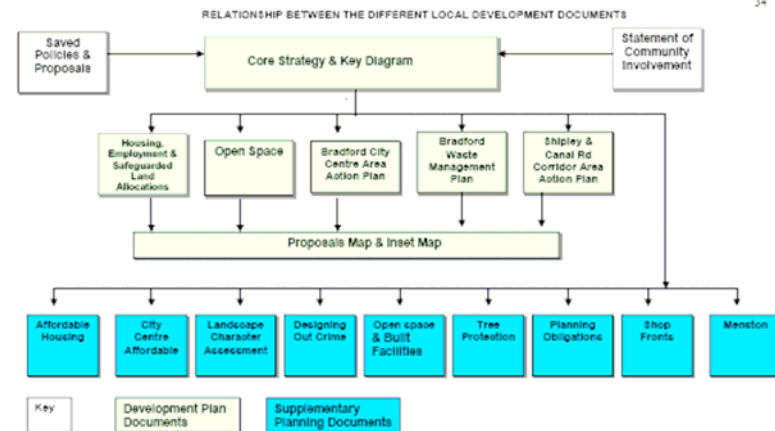 34
RELATIONSHIP BETWEEN THE DIFFERENT LOCAL DEVELOPMENT DOCUMENTS
Saved
Policies &
Proposals
Core Strategy & Key Diagram
Statement of
Community
Involvement
Housing,
Employment &
Safeguarded
Land
Allocations
Open Space
Bradford City
Centre Area
Action Plan
Bradford
Waste
Management
Plan
Shipley &
Canal Rd
Corridor Area
Action Plan
Proposals Map & Inset Map
Affordable
Housing
City
Centre
Affordable
Landscape
Character
Assessment
Designing
Out Crime
Open space
& Built
Facilities
Tree
Protection
Planning
Obligations
Shop
Fronts
Menston
Key
Development Plan
Documents
Supplementary
Planning Documents